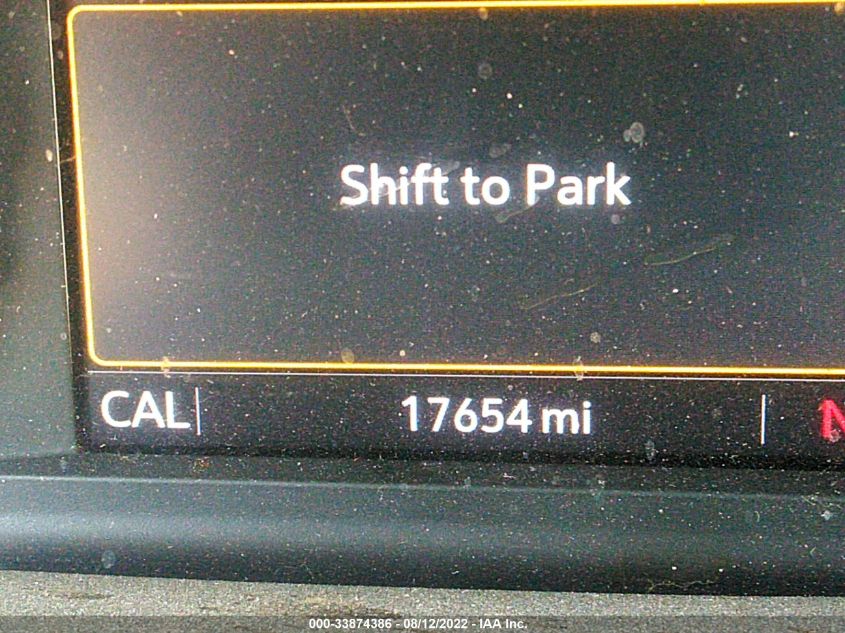 Shift to Park
CAL 17654 mi N
000-33874386 - 08/12/2022 - IAA Inc.